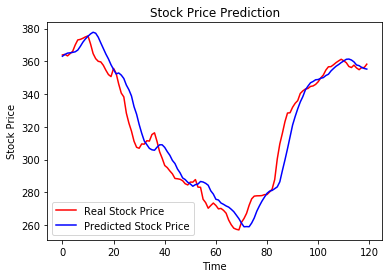 Stock Price Prediction
360
340
320
300
280
260
Stock Price
Real Stock Price
Predicted Stock Price
0 20 40 60 80 100 120
Time